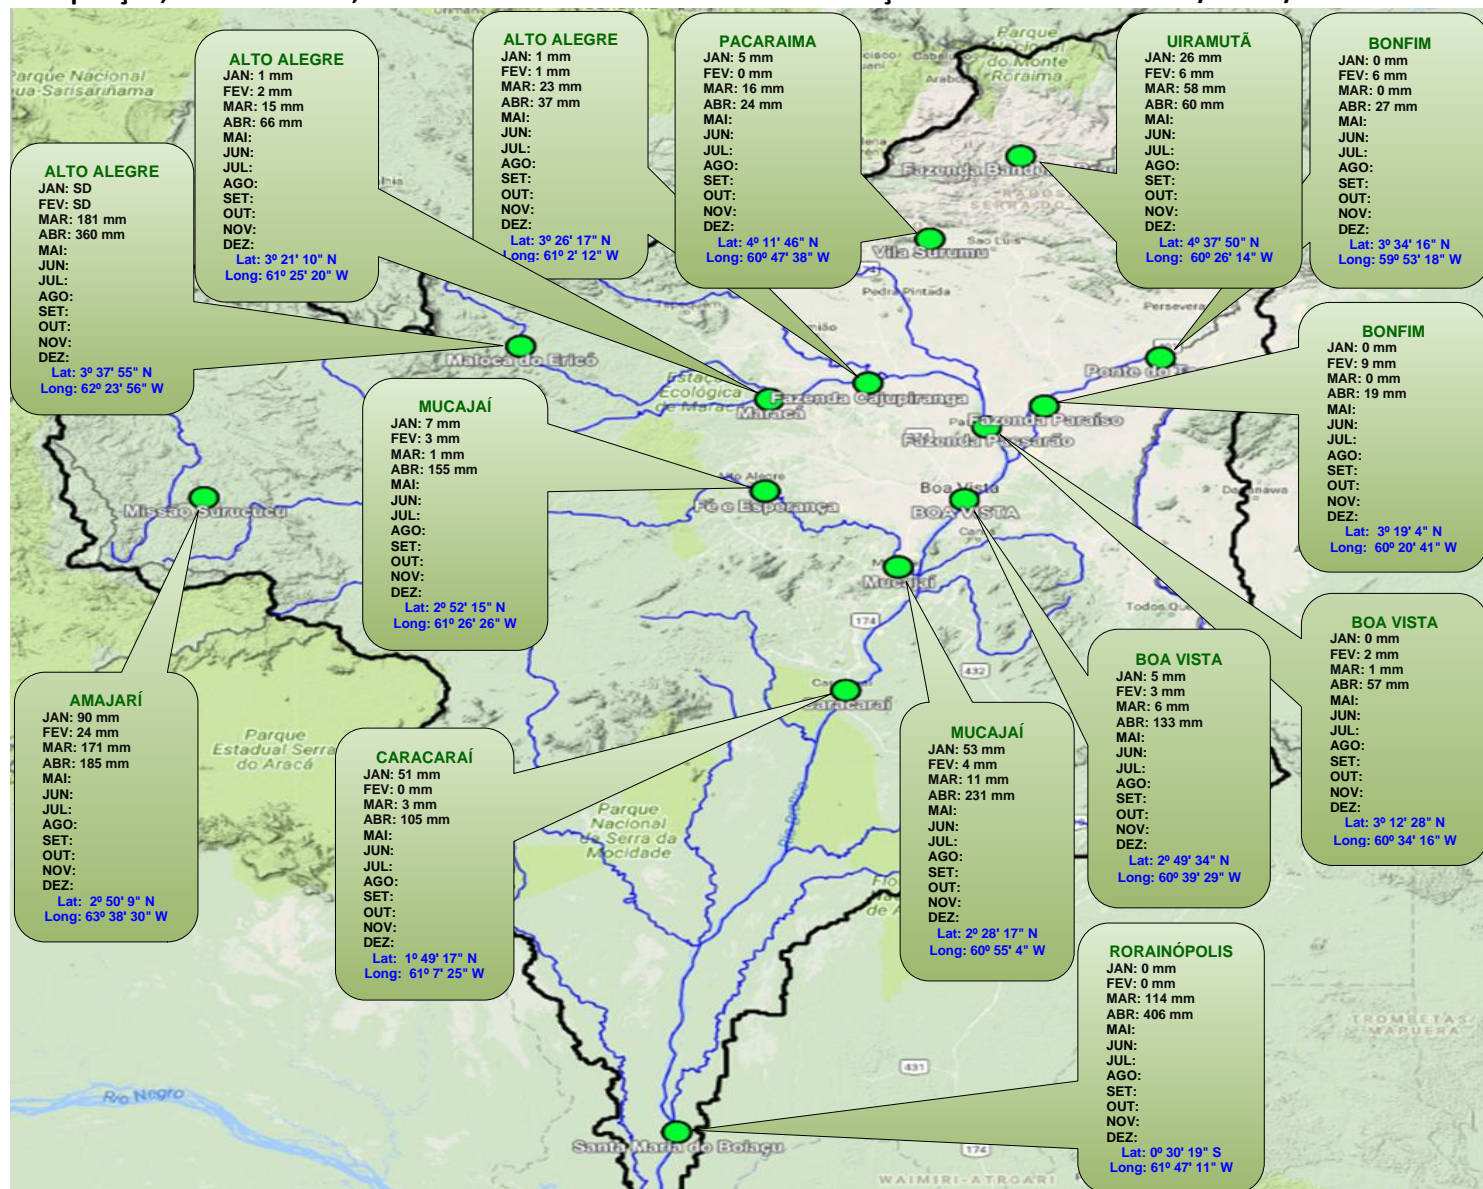 ALTO ALEGRE
JAN: SD
FEV: SD
MAR: 181 mm
ABR: 360 mm
MAI:
JUN:
JUL:
AGO:
SET:
OUT:
NOV:
DEZ:
Lat: 3º 37' 55" N
Long: 62º 23' 56" W
ALTO ALEGRE
JAN: 1 mm
FEV: 2 mm
MAR: 15 mm
ABR: 66 mm
MAI:
JUN:
JUL:
AGO:
SET:
OUT:
NOV:
DEZ:
Lat: 3º 21' 10" N
Long: 61º 25' 20" W
ALTO ALEGRE
JAN: 1 mm
FEV: 1 mm
MAR: 23 mm
ABR: 37 mm
MAI:
JUN:
JUL:
AGO:
SET:
OUT:
NOV:
DEZ:
Lat: 3º 26' 17" N
Long: 61º 2' 12" W
PACARAIMA
JAN: 5 mm
FEV: 0 mm
MAR: 16 mm
ABR: 24 mm
MAI:
JUN:
JUL:
AGO:
SET:
OUT:
NOV:
DEZ:
Lat: 4º 11' 46" N
Long: 60º 47' 38" W
UIRAMUTÃ
JAN: 26 mm
FEV: 6 mm
MAR: 58 mm
ABR: 60 mm
MAI:
JUN:
JUL:
AGO:
SET:
OUT:
NOV:
DEZ:
Lat: 4º 37' 50" N
Long: 60º 26' 14" W
BONFIM
JAN: 0 mm
FEV: 6 mm
MAR: 0 mm
ABR: 27 mm
MAI:
JUN:
JUL:
AGO:
SET:
OUT:
NOV:
DEZ:
Lat: 3º 34' 16" N
Long: 59º 53' 18" W
BONFIM
JAN: 0 mm
FEV: 9 mm
MAR: 0 mm
ABR: 19 mm
MAI:
JUN:
JUL:
AGO:
SET:
OUT:
NOV:
DEZ:
Lat: 3º 19' 4" N
Long: 60º 20' 41" W
MUCAJAÍ
JAN: 7 mm
FEV: 3 mm
MAR: 1 mm
ABR: 155 mm
MAI:
JUN:
JUL:
AGO:
SET:
OUT:
NOV:
DEZ:
Lat: 2º 52' 15" N
Long: 61º 26' 26" W
BOA VISTA
JAN: 0 mm
FEV: 2 mm
MAR: 1 mm
ABR: 57 mm
MAI:
JUN:
JUL:
AGO:
SET:
OUT:
NOV:
DEZ:
Lat: 3º 12' 28" N
Long: 60º 34' 16" W
BOA VISTA
JAN: 5 mm
FEV: 3 mm
MAR: 6 mm
ABR: 133 mm
MAI:
JUN:
JUL:
AGO:
SET:
OUT:
NOV:
DEZ:
Lat: 2º 49' 34" N
Long: 60º 39' 29" W
AMAJARÍ
JAN: 90 mm
FEV: 24 mm
MAR: 171 mm
ABR: 185 mm
MAI:
JUN:
JUL:
AGO:
SET:
OUT:
NOV:
DEZ:
Lat: 2º 50' 9" N
Long: 63º 38' 30" W
CARACARAÍ
JAN: 51 mm
FEV: 0 mm
MAR: 3 mm
ABR: 105 mm
MAI:
JUN:
JUL:
AGO:
SET:
OUT:
NOV:
DEZ:
Lat: 1º 49' 17" N
Long: 61º 7' 25" W
MUCAJAÍ
JAN: 53 mm
FEV: 4 mm
MAR: 11 mm
ABR: 231 mm
MAI:
JUN:
JUL:
AGO:
SET:
OUT:
NOV:
DEZ:
Lat: 2º 28' 17" N
Long: 60º 55' 4" W
RORAINÓPOLIS
JAN: 0 mm
FEV: 0 mm
MAR: 114 mm
ABR: 406 mm
MAI:
JUN:
JUL:
AGO:
SET:
OUT:
NOV:
DEZ:
Lat: 0º 30' 19" S
Long: 61º 47' 11" W
Parque
do Monte
Roraima
Parque Nacional
Vila Surumu
Sao Luis
Pedra Pintada
Maloca do Ericó
Ecológica
Maracá
Fazenda Cajupiranga
Ponte do
Fazenda Paraíso
Fazenda Passarão
Alto Alegre
Fé e Esperança
Boa Vista
BOA VISTA
Missão Surucucu
Mucajaí
174
432
Caracaraí
Parque
Estadual Serra
do Aracá
Parque
Nacional
da Serra da
Mocidade
Rio Branco
Rio Negro
431
174
Santa Maria do Boiaçu
TROMBETAS/
MAPUERA
WAIMIRI-ATROARI